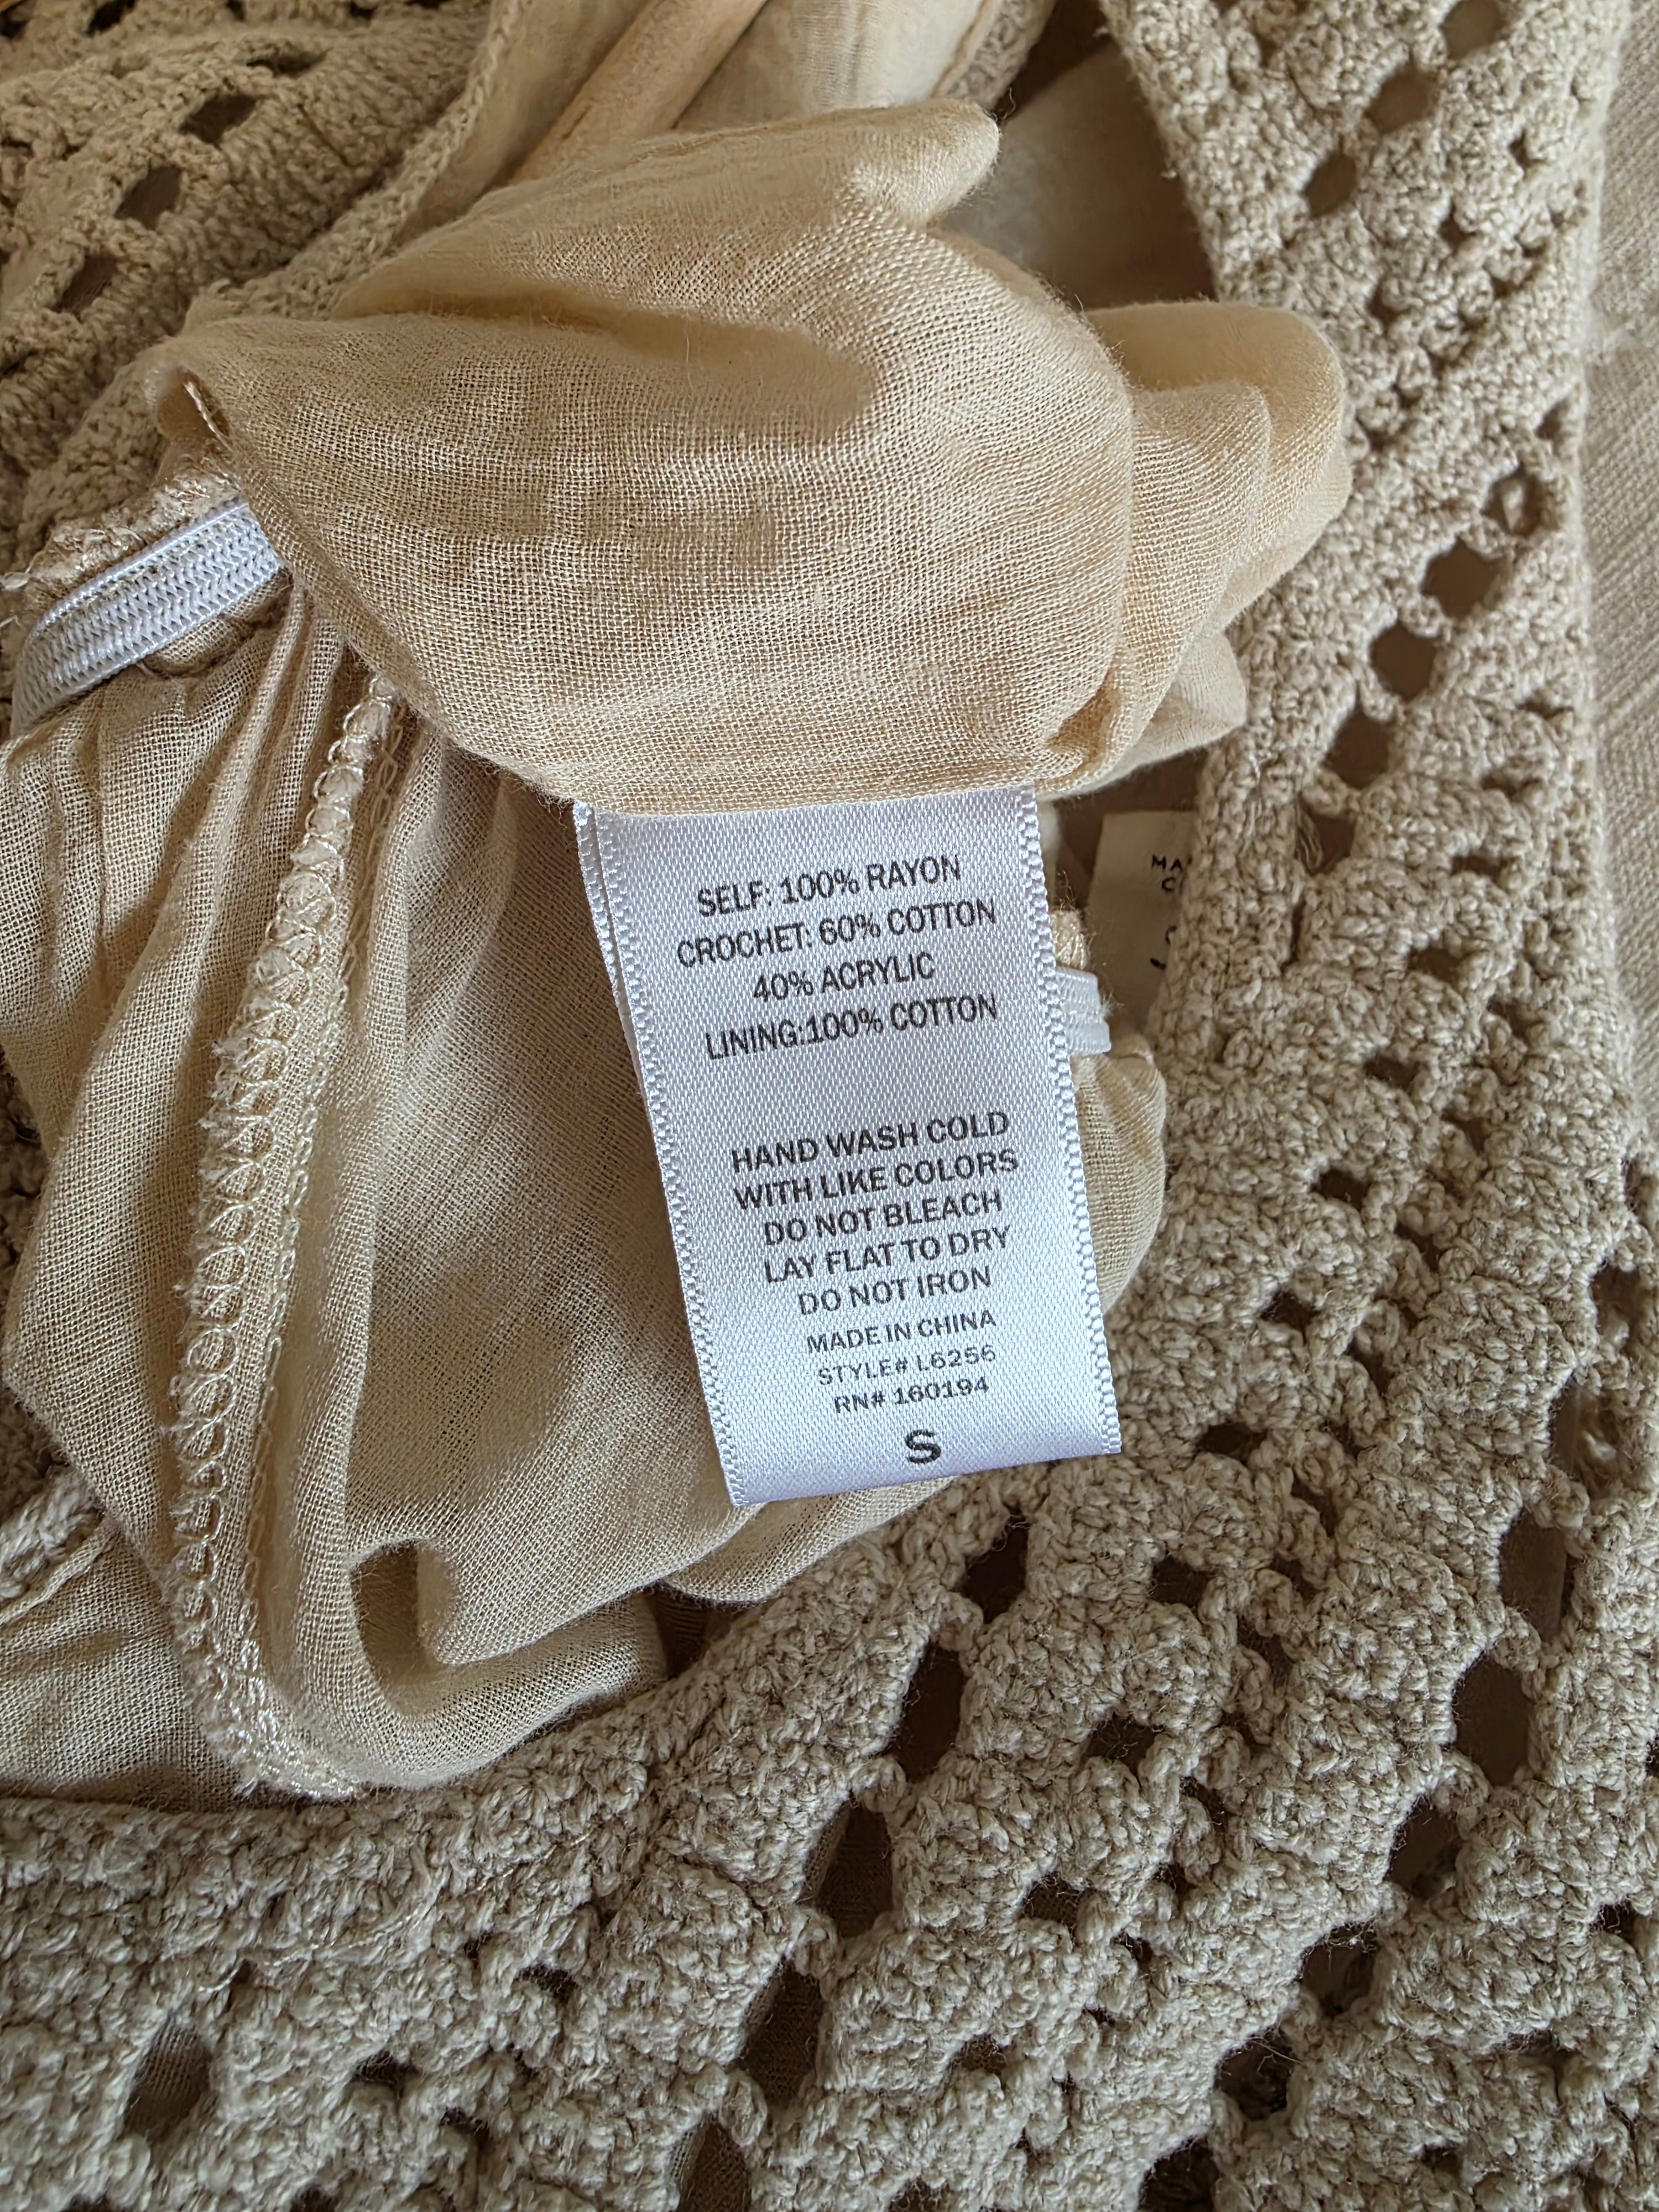 SELF: 100% RAYON
CROCHET: 60% COTTON
40% ACRYLIC
LINING:100% COTTON
HAND WASH COLD
WITH LIKE COLORS
DO NOT BLEACH
LAY FLAT TO DRY
DO NOT IRON
MADE IN CHINA
STYLE# L6256
RN# 160194
S